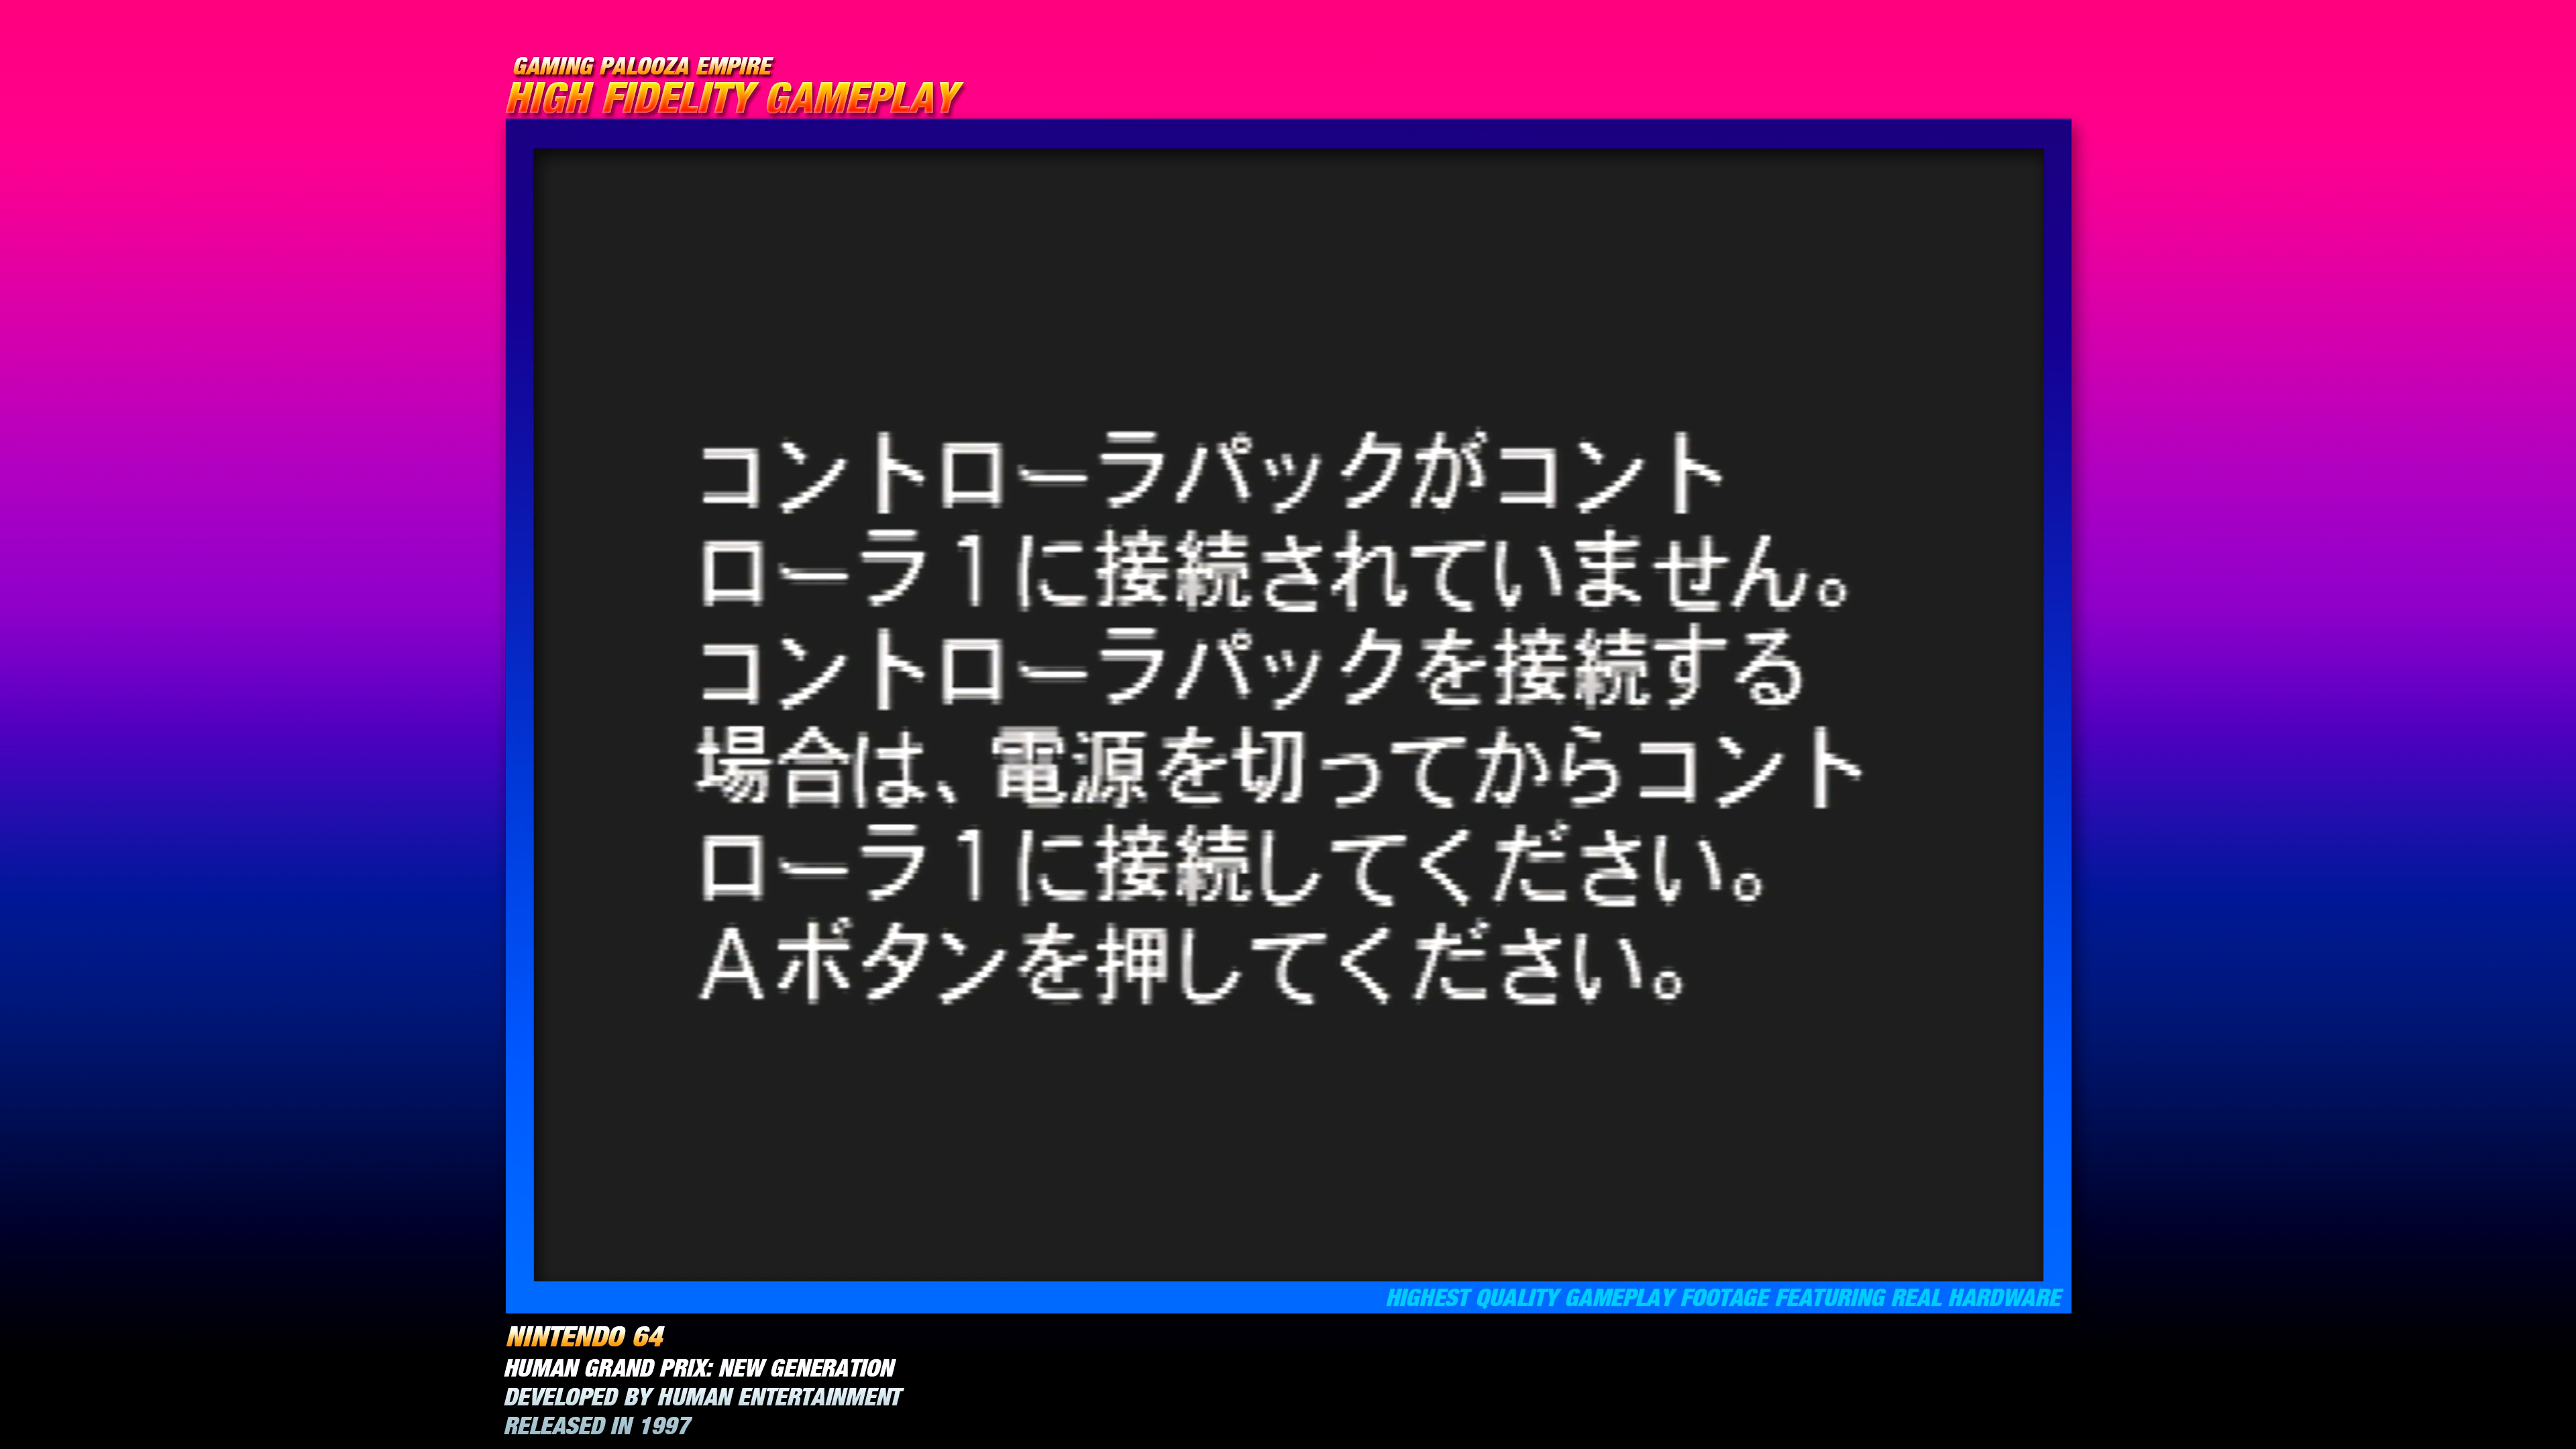 GAMING PALOOZA EMPIRE
HIGH FIDELITY GAMEPLAY
コントローラパックがコント
ローラ1に接続されていません。
コントローラパックを接続する
場合は、電源を切ってからコント
ローラ1に接続してください。
Aボタンを押してください。
HIGHEST QUALITY GAMEPLAY FOOTAGE FEATURING REAL HARDWARE
NINTENDO 64
HUMAN GRAND PRIX: NEW GENERATION
DEVELOPED BY HUMAN ENTERTAINMENT
RELEASED IN 1997